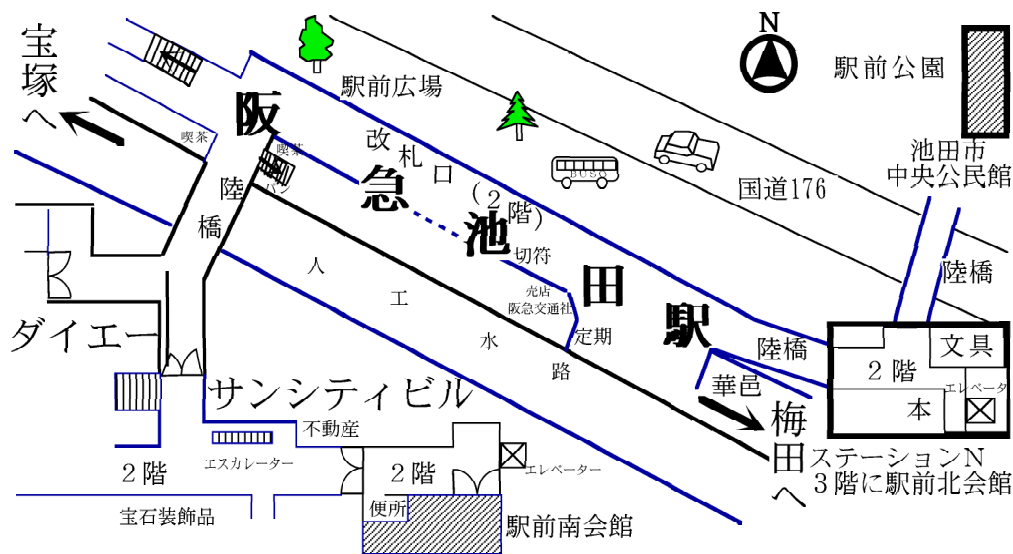 宝塚へ
N
駅前公園
駅前広場
阪急池田駅
改札口
(2階)
喫茶
喫茶
パン
陸橋
BUS
国道176
池田市
中央公民館
陸橋
切符
売店
阪急交通社
定期
人工水路
陸橋
華邑
梅田へ
2階
文具
エレベータ
本
ステーションN
3階に駅前北会館
ダイエー
サンシティビル
不動産
エスカレーター
2階
2階
エレベーター
便所
宝石装飾品
駅前南会館